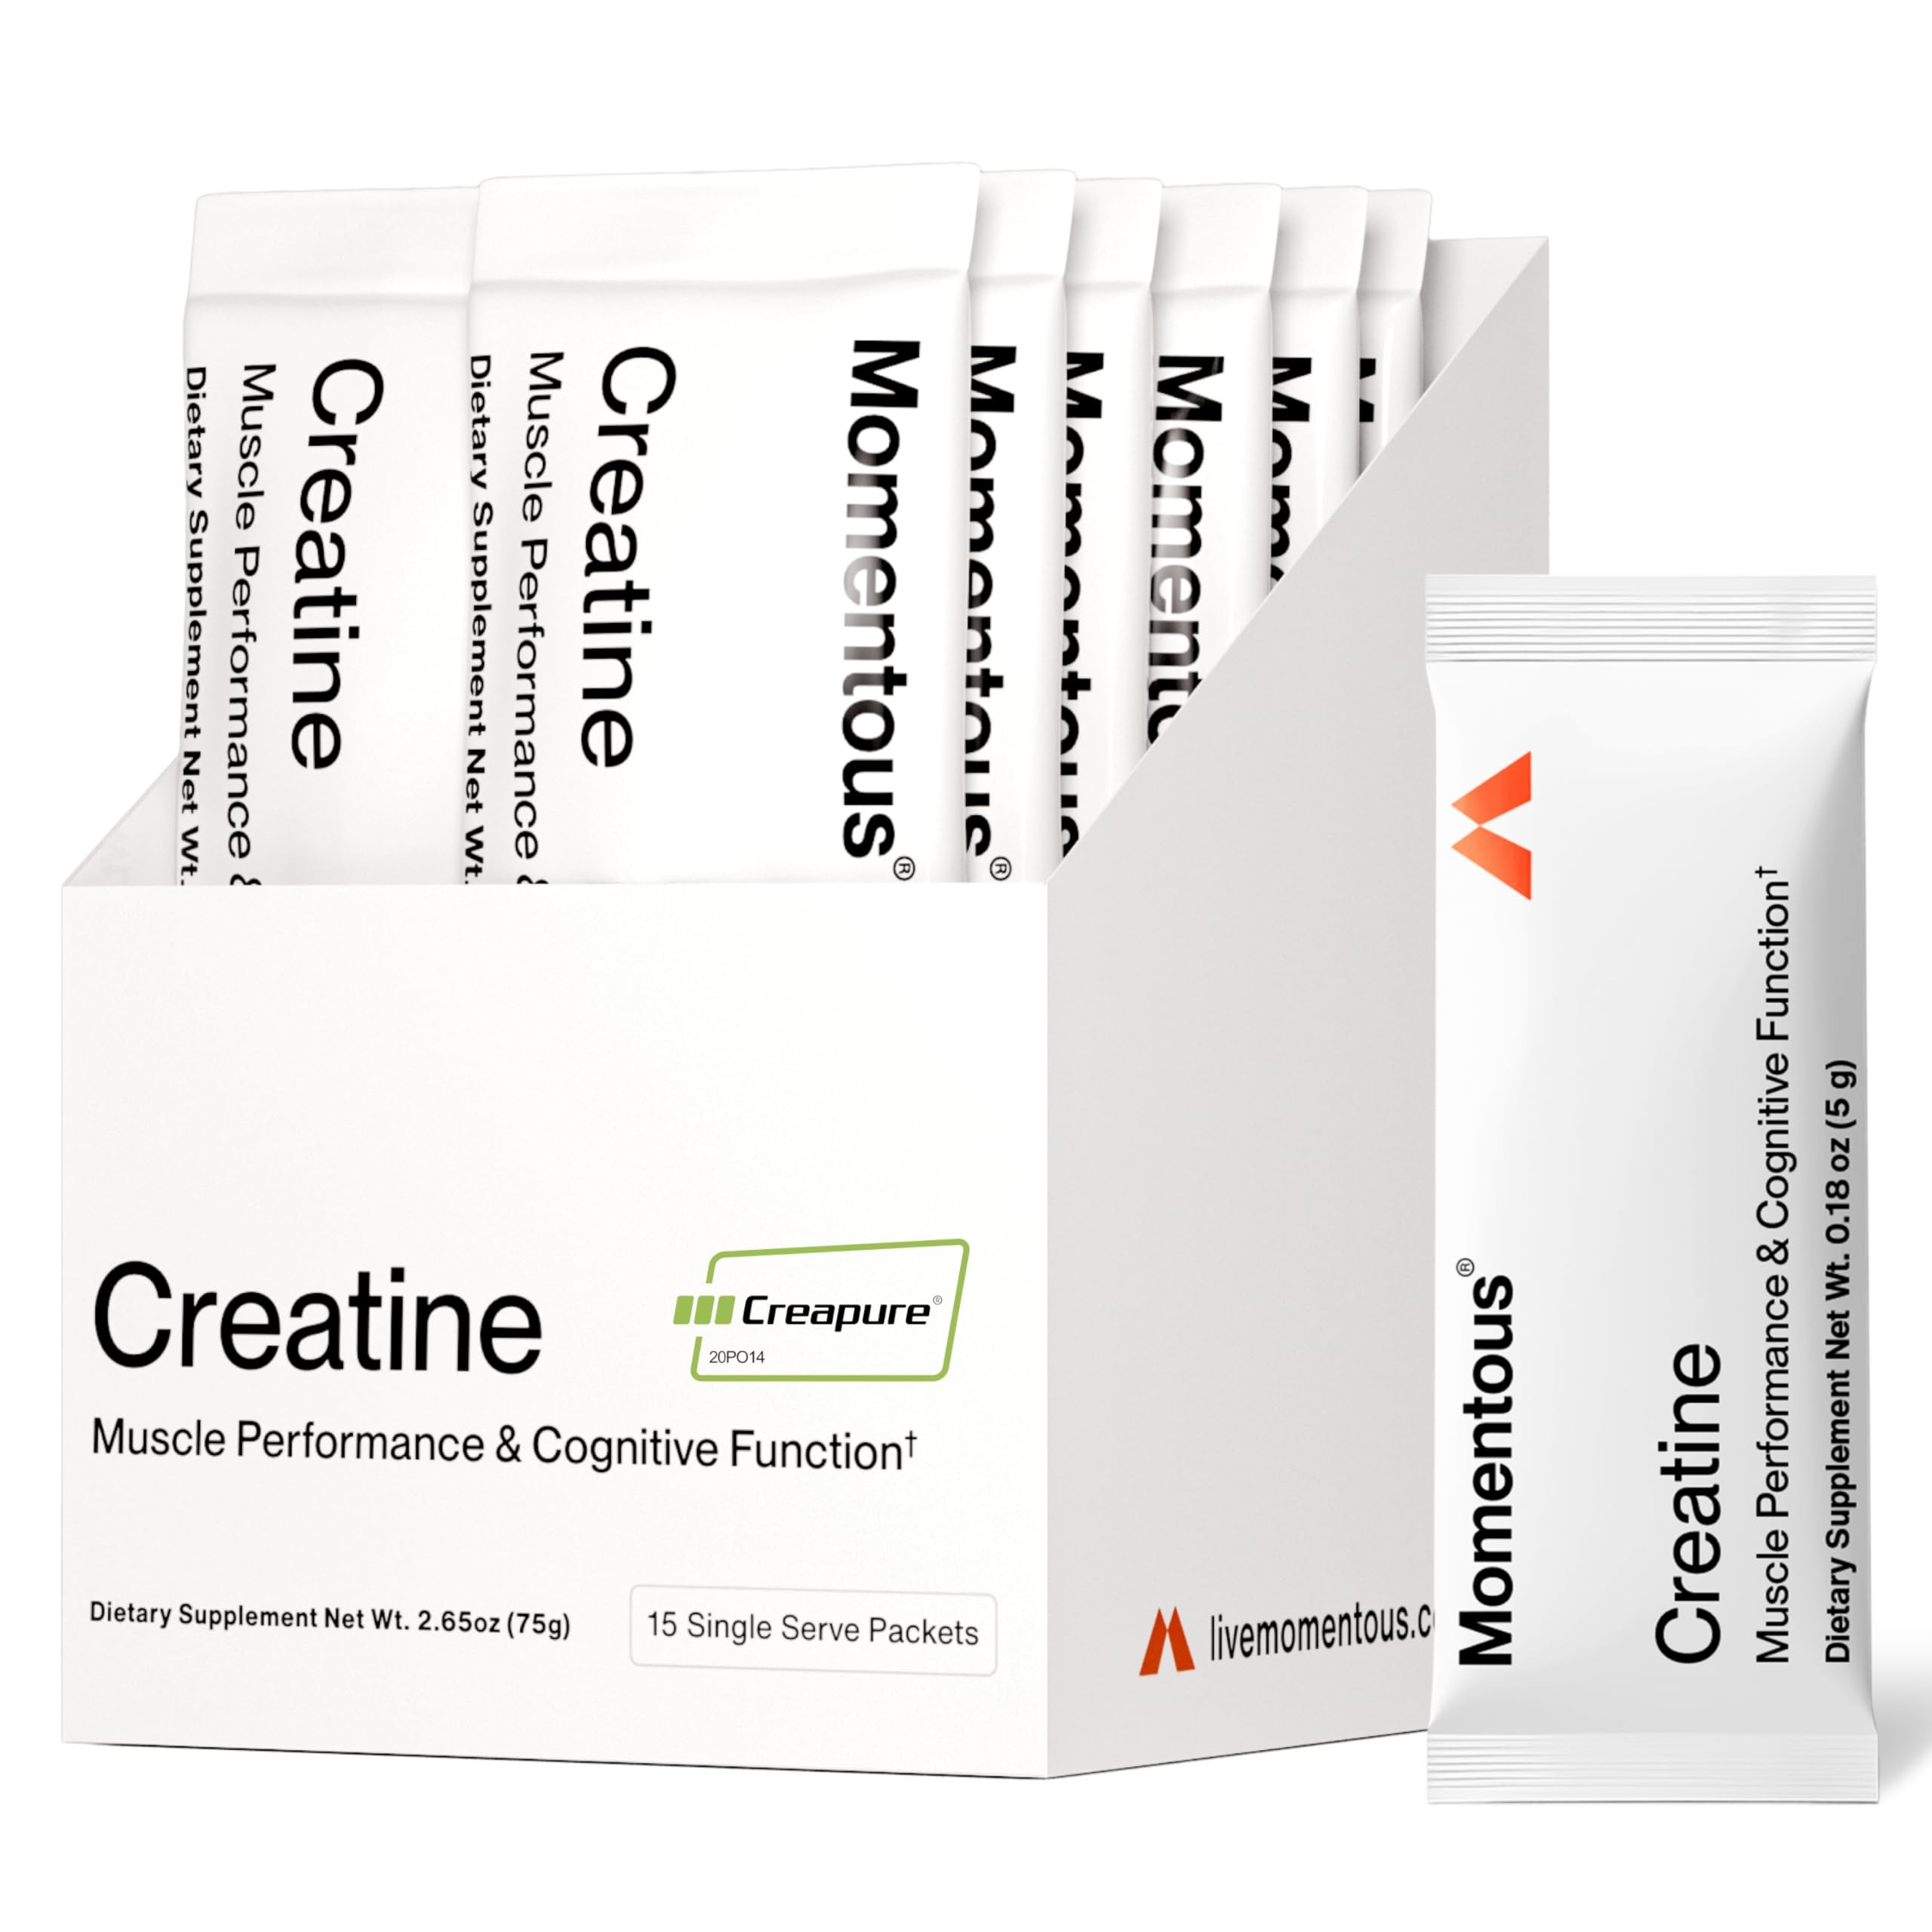 Creatine
Muscle Performance &
Dietary Supplement Net Wt.
Momentous®
Creatine
Muscle Performance &
Dietary Supplement Net Wt.
Momentous®
Creatine
Creapure®
20PO14
Muscle Performance & Cognitive Function†
Dietary Supplement Net Wt. 2.65oz (75g)
15 Single Serve Packets
livemomentous.c
Momentous®
Creatine
Muscle Performance & Cognitive Function†
Dietary Supplement Net Wt. 0.18 oz (5 g)